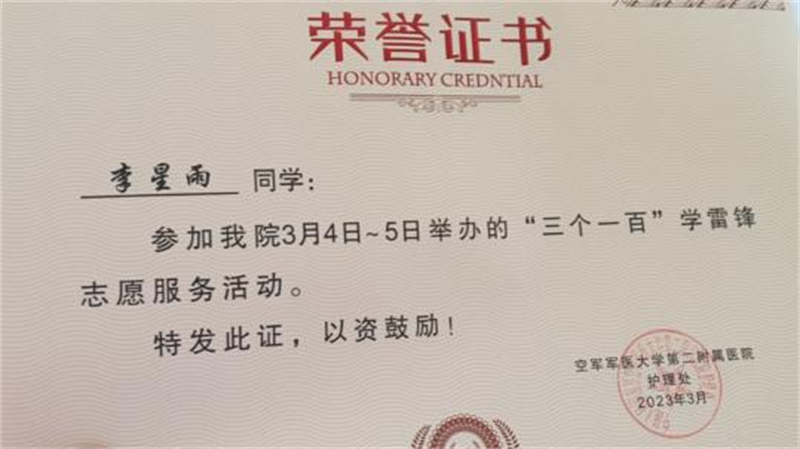 荣誉证书
HONORARY CREDNTIAL
李星雨 同学：
参加我院3月4日~5日举办的“三个一百”学雷锋
志愿服务活动。
特发此证，以资鼓励！
空军军医大学第二附属医院
护理处
2023年3月